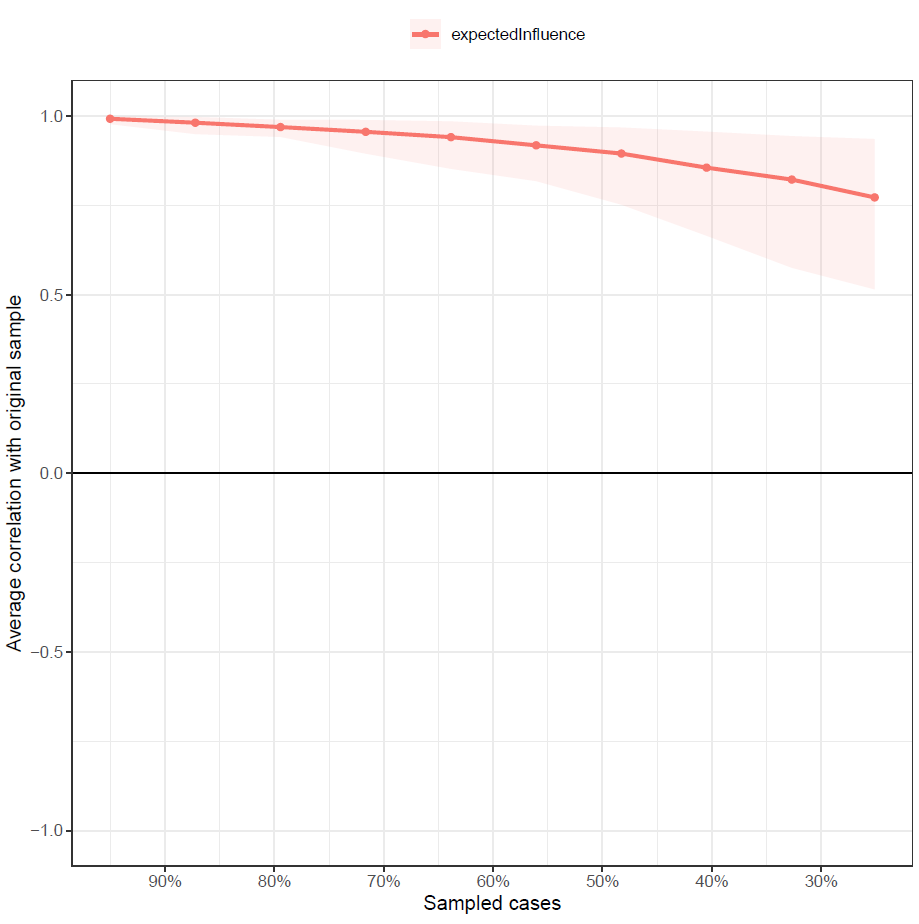 expectedInfluence
1.0
0.5
0.0
−0.5
−1.0
Average correlation with original sample
90% 80% 70% 60% 50% 40% 30%
Sampled cases